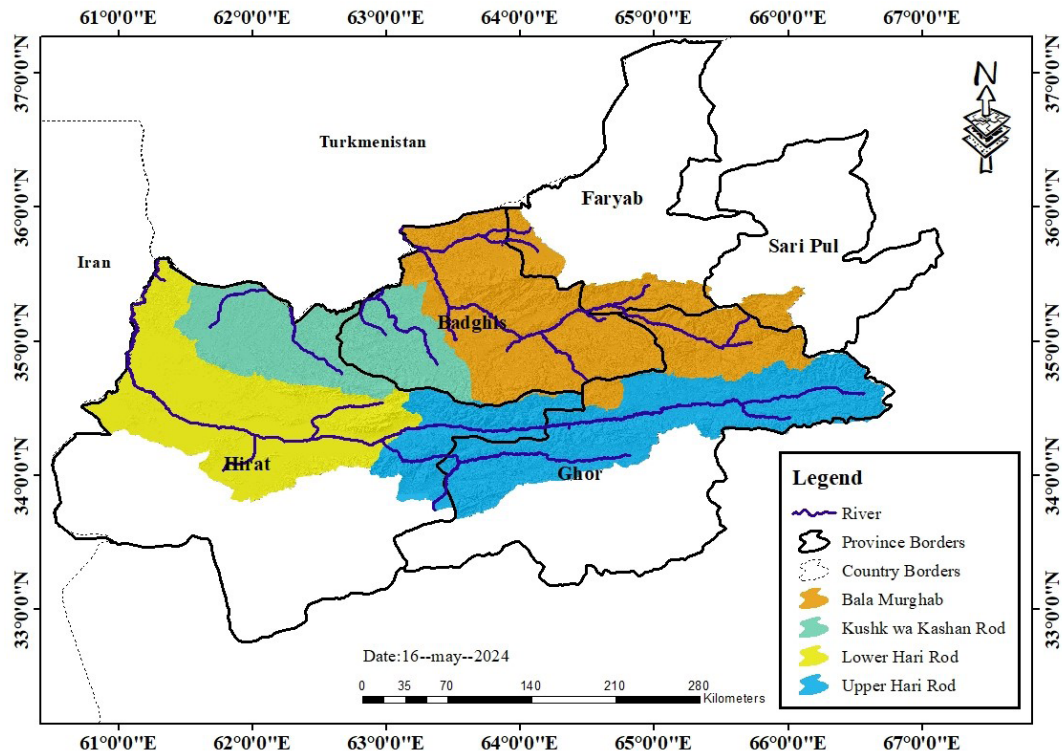 61°0'0"E 62°0'0"E 63°0'0"E 64°0'0"E 65°0'0"E 66°0'0"E 67°0'0"E
37°0'0"N
37°0'0"N
36°0'0"N
36°0'0"N
35°0'0"N
35°0'0"N
34°0'0"N
34°0'0"N
33°0'0"N
33°0'0"N
N
Turkmenistan
Faryab
Sari Pul
Iran
Badghis
Hirat
Ghor
Legend
River
Province Borders
Country Borders
Bala Murghab
Kushk wa Kashan Rod
Lower Hari Rod
Upper Hari Rod
Date:16--may--2024
0 35 70 140 210 280
Kilometers
61°0'0"E 62°0'0"E 63°0'0"E 64°0'0"E 65°0'0"E 66°0'0"E 67°0'0"E